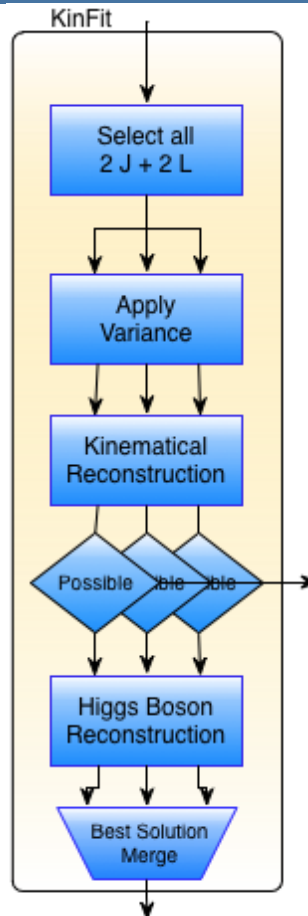 KinFit
Select all
2 J + 2 L
Apply
Variance
Kinematical
Reconstruction
Possible
Higgs Boson
Reconstruction
Best Solution
Merge